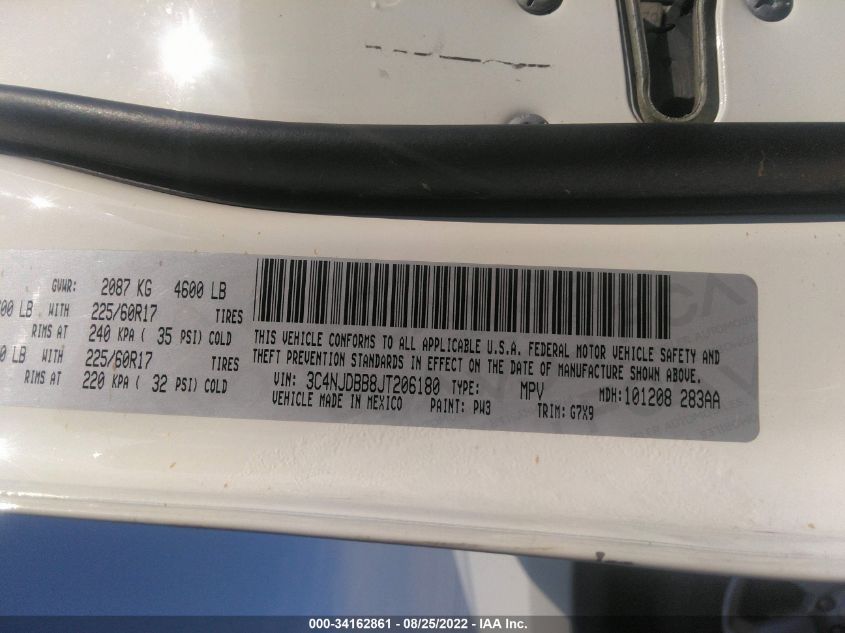 GVWR: 2087 KG 4600 LB
00 LB WITH 225/60R17 TIRES
RIMS AT 240 KPA ( 35 PSI) COLD
0 LB WITH 225/60R17 TIRES
RIMS AT 220 KPA ( 32 PSI) COLD
THIS VEHICLE CONFORMS TO ALL APPLICABLE U.S.A. FEDERAL MOTOR VEHICLE SAFETY AND
THEFT PREVENTION STANDARDS IN EFFECT ON THE DATE OF MANUFACTURE SHOWN ABOVE.
VIN: 3C4NJDBB8JT206180 TYPE: MPV MDH:101208 283AA
VEHICLE MADE IN MEXICO PAINT: PW3 TRIM: G7X9
000-34162861 - 08/25/2022 - IAA Inc.